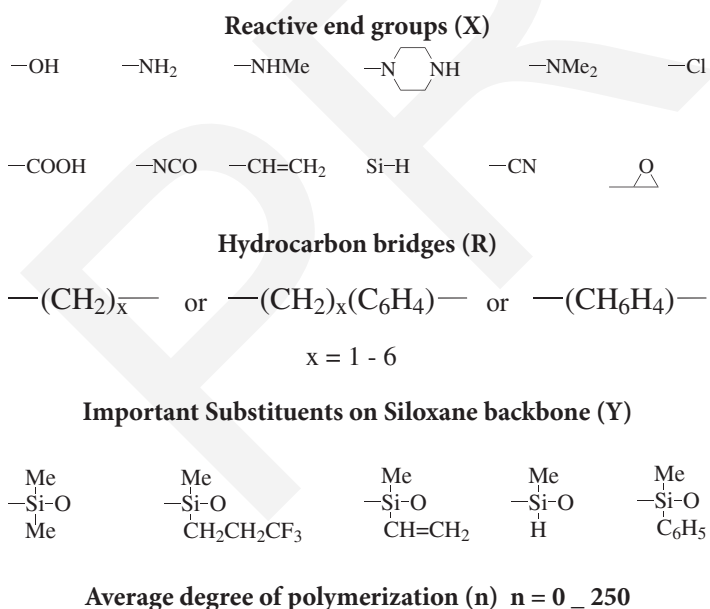 Reactive end groups (X)
—OH —NH₂ —NHMe —N NH —NMe₂ —Cl
—COOH —NCO —CH=CH₂ Si–H —CN O
Hydrocarbon bridges (R)
—(CH₂)ₓ— or —(CH₂)ₓ(C₆H₄)— or —(CH₆H₄)—
x = 1 - 6
Important Substituents on Siloxane backbone (Y)
Me Me Me Me Me
—Si–O —Si–O —Si–O —Si–O —Si–O
Me CH₂CH₂CF₃ CH=CH₂ H C₆H₅
Average degree of polymerization (n) n = 0 _ 250